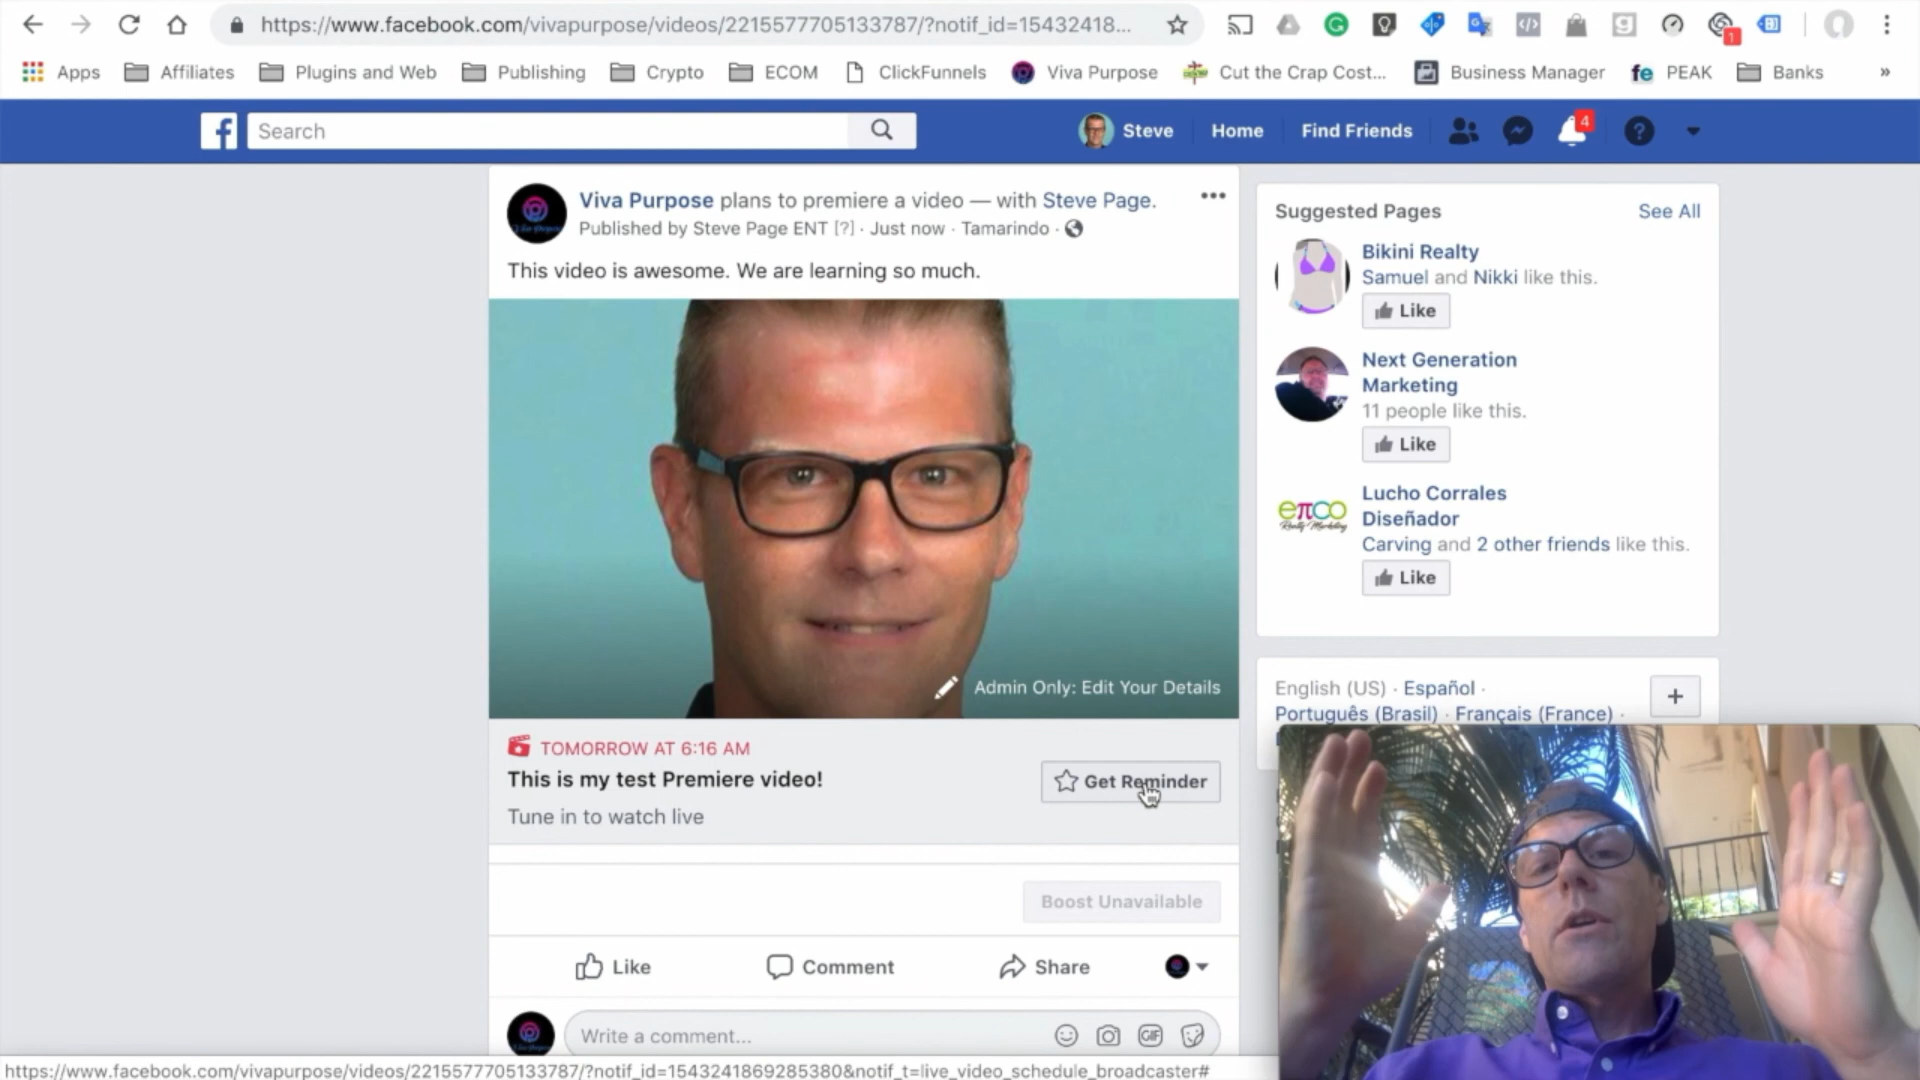 https://www.facebook.com/vivapurpose/videos/2215577705133787/?notif_id=15432418...
1
Apps Affiliates Plugins and Web Publishing Crypto ECOM ClickFunnels Viva Purpose Cut the Crap Cost... Business Manager fe PEAK Banks »
f Search Steve Home Find Friends 4 ?
Viva Purpose plans to premiere a video — with Steve Page.
Published by Steve Page ENT [?] · Just now · Tamarindo ·
This video is awesome. We are learning so much.
Admin Only: Edit Your Details
TOMORROW AT 6:16 AM
This is my test Premiere video!
Get Reminder
Tune in to watch live
Boost Unavailable
Like Comment Share
Write a comment...
GIF
Suggested Pages See All
Bikini Realty
Samuel and Nikki like this.
Like
Next Generation
Marketing
11 people like this.
Like
Lucho Corrales
Diseñador
Carving and 2 other friends like this.
Like
English (US) · Español ·
Português (Brasil) · Français (France) ·
https://www.facebook.com/vivapurpose/videos/2215577705133787/?notif_id=1543241869285380&notif_t=live_video_schedule_broadcaster#